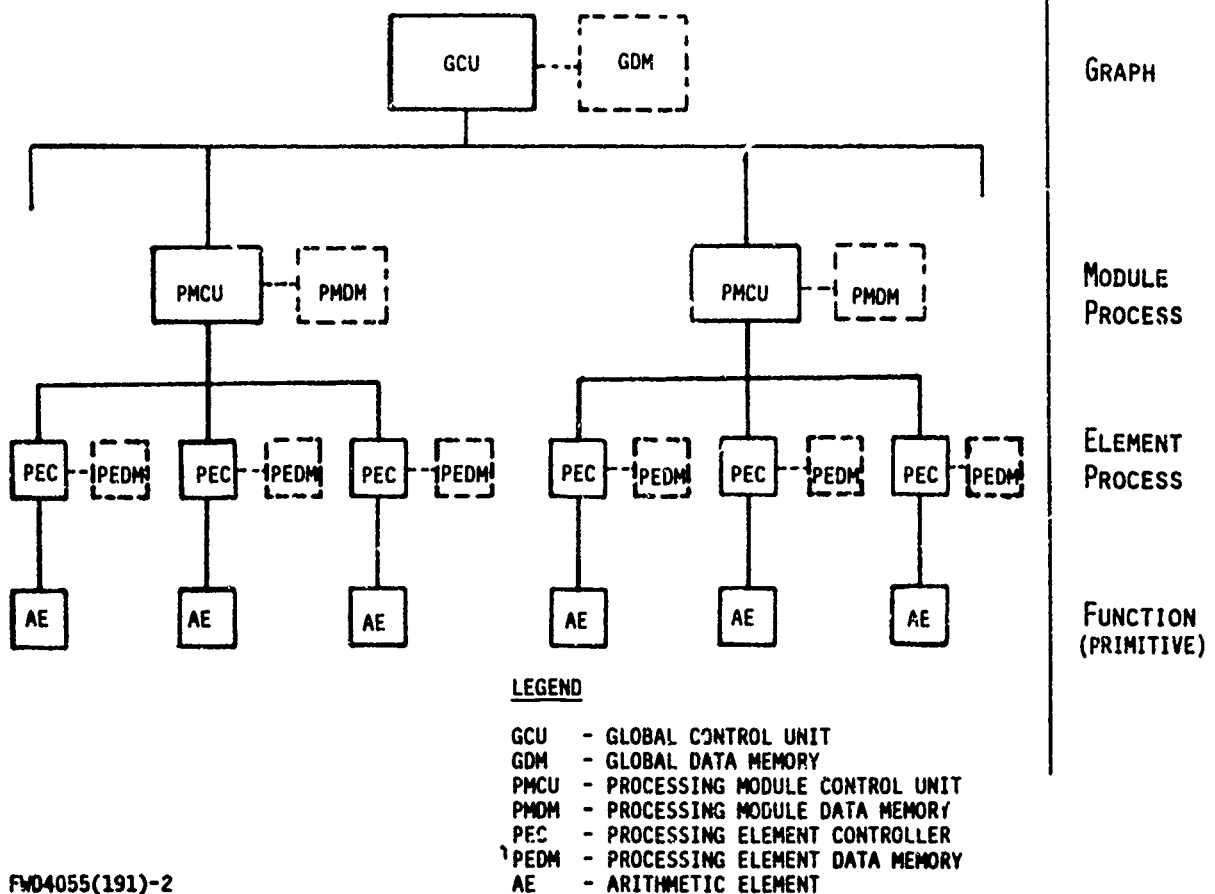 GCU GDM GRAPH
PMCU PMDM PMCU PMDM MODULE
PROCESS
PEC PEDM PEC PEDM PEC PEDM PEC PEDM PEC PEDM PEC PEDM ELEMENT
PROCESS
AE AE AE AE AE AE FUNCTION
(PRIMITIVE)
LEGEND
GCU - GLOBAL CONTROL UNIT
GDM - GLOBAL DATA MEMORY
PMCU - PROCESSING MODULE CONTROL UNIT
PMDM - PROCESSING MODULE DATA MEMORY
PEC - PROCESSING ELEMENT CONTROLLER
PEDM - PROCESSING ELEMENT DATA MEMORY
AE - ARITHMETIC ELEMENT
FW04055(191)-2